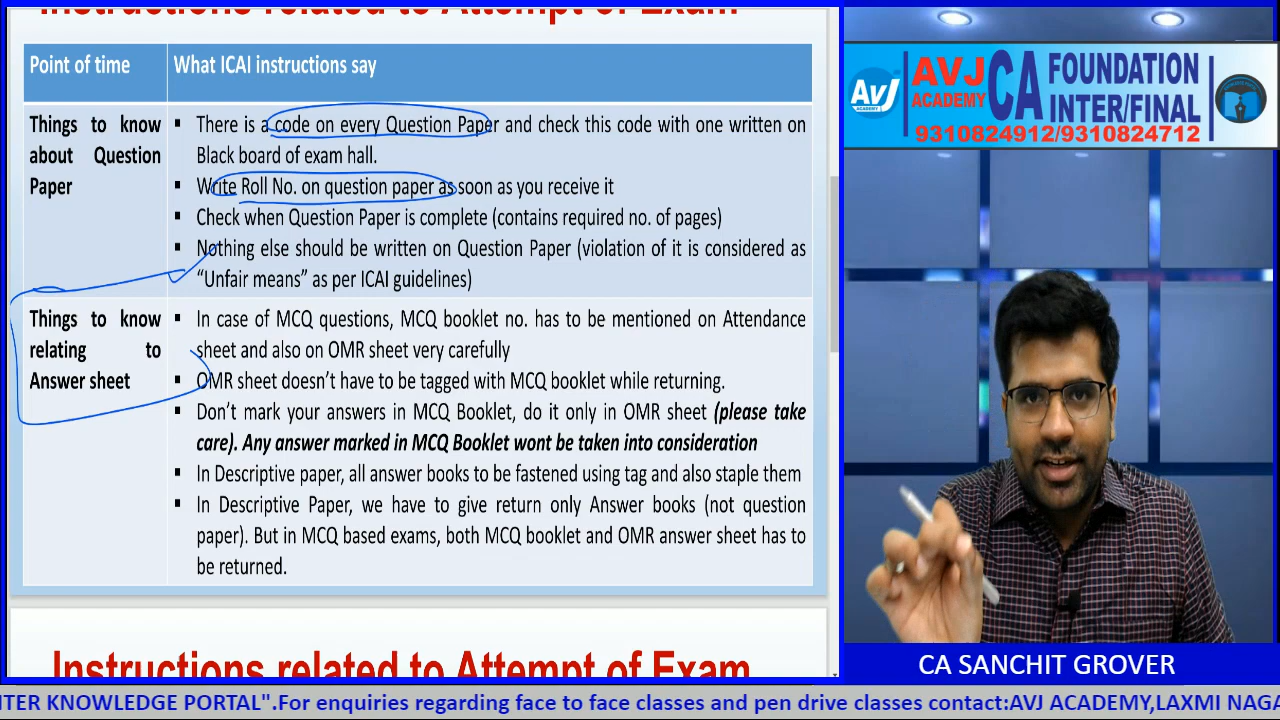 Instructions related to Attempt of Exam
Point of time
What ICAI instructions say
Things to know
about Question
Paper
▪ There is a code on every Question Paper and check this code with one written on
Black board of exam hall.
▪ Write Roll No. on question paper as soon as you receive it
▪ Check when Question Paper is complete (contains required no. of pages)
▪ Nothing else should be written on Question Paper (violation of it is considered as
“Unfair means” as per ICAI guidelines)
Things to know
relating to
Answer sheet
▪ In case of MCQ questions, MCQ booklet no. has to be mentioned on Attendance
sheet and also on OMR sheet very carefully
▪ OMR sheet doesn’t have to be tagged with MCQ booklet while returning.
▪ Don’t mark your answers in MCQ Booklet, do it only in OMR sheet (please take
care). Any answer marked in MCQ Booklet wont be taken into consideration
▪ In Descriptive paper, all answer books to be fastened using tag and also staple them
▪ In Descriptive Paper, we have to give return only Answer books (not question
paper). But in MCQ based exams, both MCQ booklet and OMR answer sheet has to
be returned.
Instructions related to Attempt of Exam
AVJ
AVJ
ACADEMY
CA
FOUNDATION
INTER/FINAL
9310824912/9310824712
CA SANCHIT GROVER
NTER KNOWLEDGE PORTAL".For enquiries regarding face to face classes and pen drive classes contact:AVJ ACADEMY,LAXMI NAGA